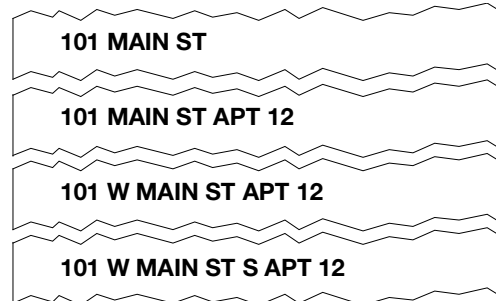 101 MAIN ST
101 MAIN ST APT 12
101 W MAIN ST APT 12
101 W MAIN ST S APT 12